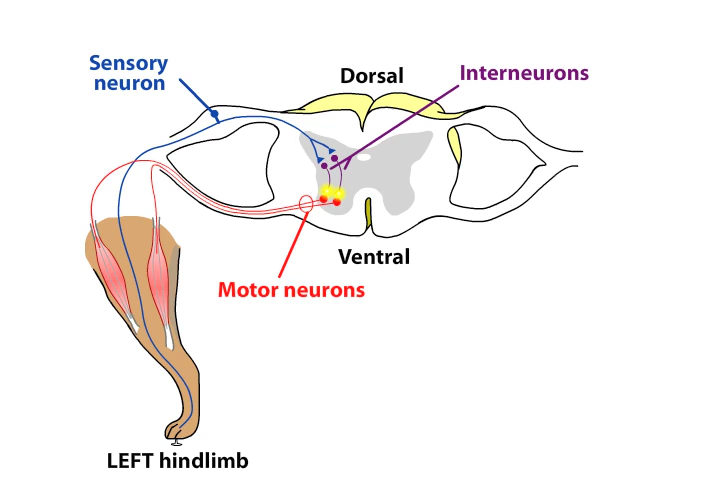 Sensory
neuron
Dorsal
Interneurons
Ventral
Motor neurons
LEFT hindlimb